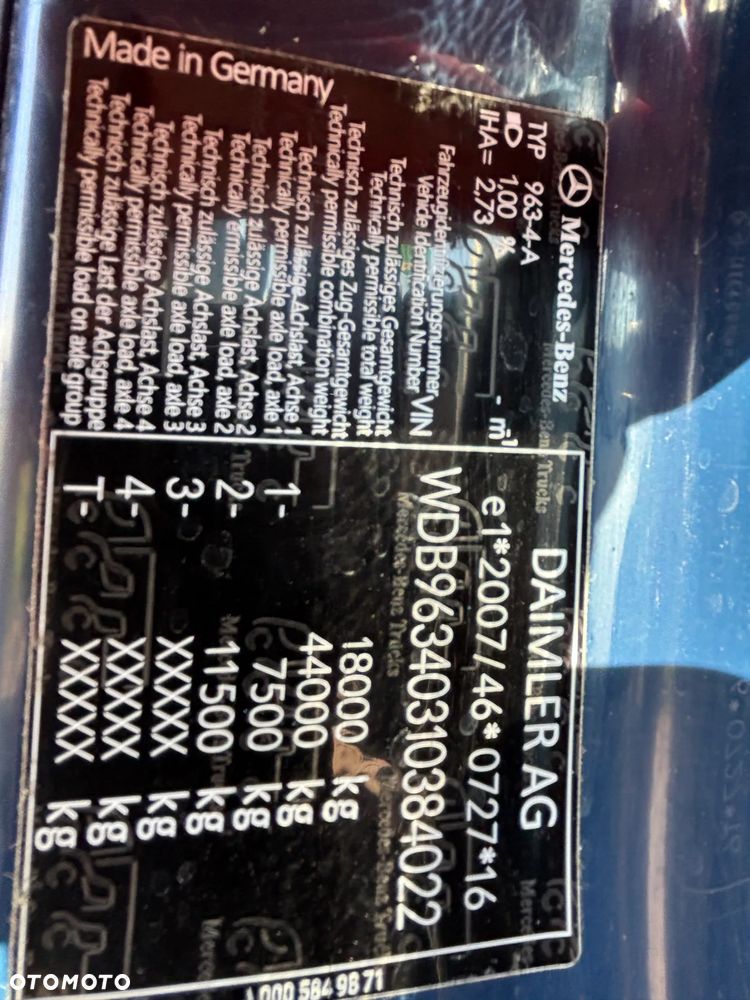 Mercedes-Benz
DAIMLER AG
TYP 963-4-A
e1*2007/46*0727*16
1,00 %
IHA= 2,73
- m¹
Fahrzeugidentifizierungsnummer
Vehicle Identification Number VIN
WDB9634031O384022
Technisch zulässiges Gesamtgewicht
Technically permissible total weight
18000 kg
Technisch zulässiges Zug-Gesamtgewicht
Technically permissible combination weight
44000 kg
Technisch zulässige Achslast, Achse 1
Technically permissible axle load, axle 1
1- 7500 kg
Technisch zulässige Achslast, Achse 2
Technically permissible axle load, axle 2
2- 11500 kg
Technisch zulässige Achslast, Achse 3
Technically permissible axle load, axle 3
3- XXXXX kg
Technisch zulässige Achslast, Achse 4
Technically permissible axle load, axle 4
4- XXXXX kg
Technisch zulässige Last der Achsgruppe
Technically permissible load on axle group
T- XXXXX kg
Made in Germany
A 000 584 98 71
OTOMOTO